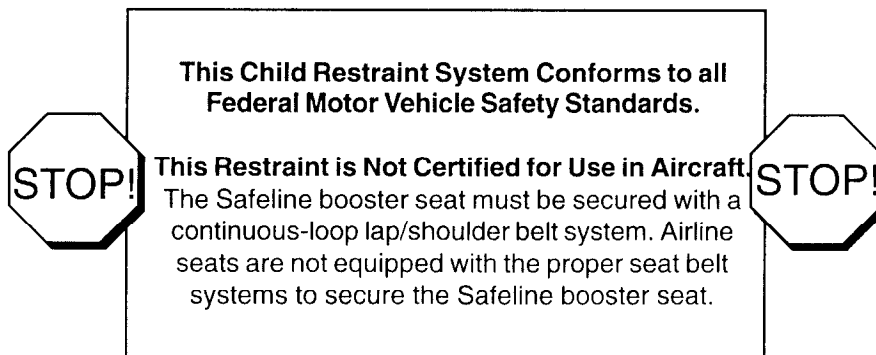 This Child Restraint System Conforms to all
Federal Motor Vehicle Safety Standards.
STOP!
This Restraint is Not Certified for Use in Aircraft.
STOP!
The Safeline booster seat must be secured with a
continuous-loop lap/shoulder belt system. Airline
seats are not equipped with the proper seat belt
systems to secure the Safeline booster seat.